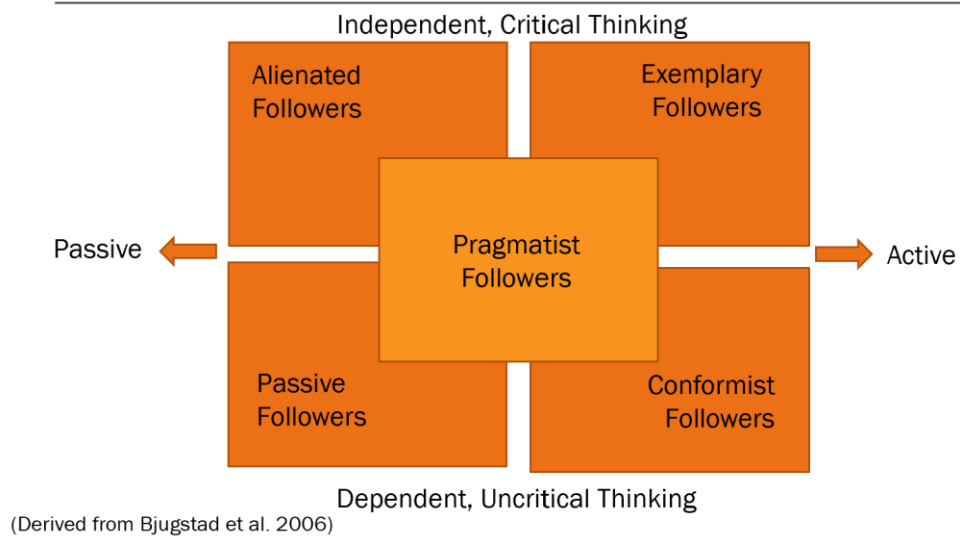 Independent, Critical Thinking
Alienated
Followers
Exemplary
Followers
Passive
Pragmatist
Followers
Active
Passive
Followers
Conformist
Followers
Dependent, Uncritical Thinking
(Derived from Bjugstad et al. 2006)